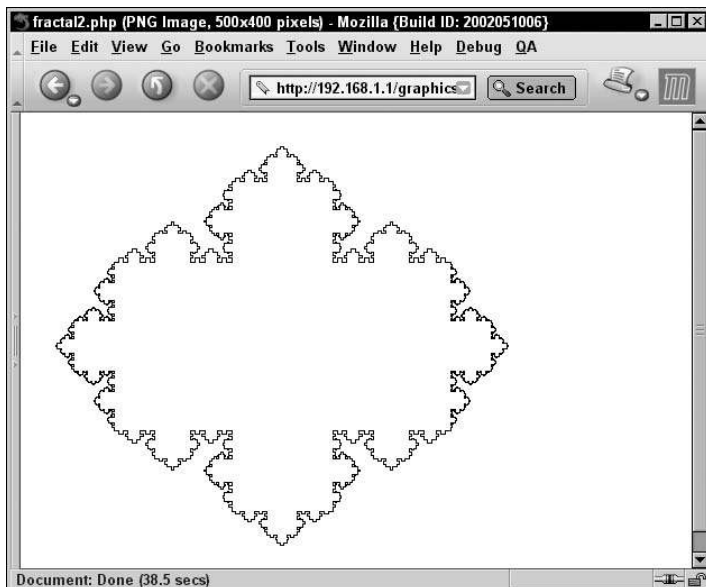 fractal2.php (PNG Image, 500x400 pixels) - Mozilla {Build ID: 2002051006}
File Edit View Go Bookmarks Tools Window Help Debug QA
http://192.168.1.1/graphics Search
Document: Done (38.5 secs)